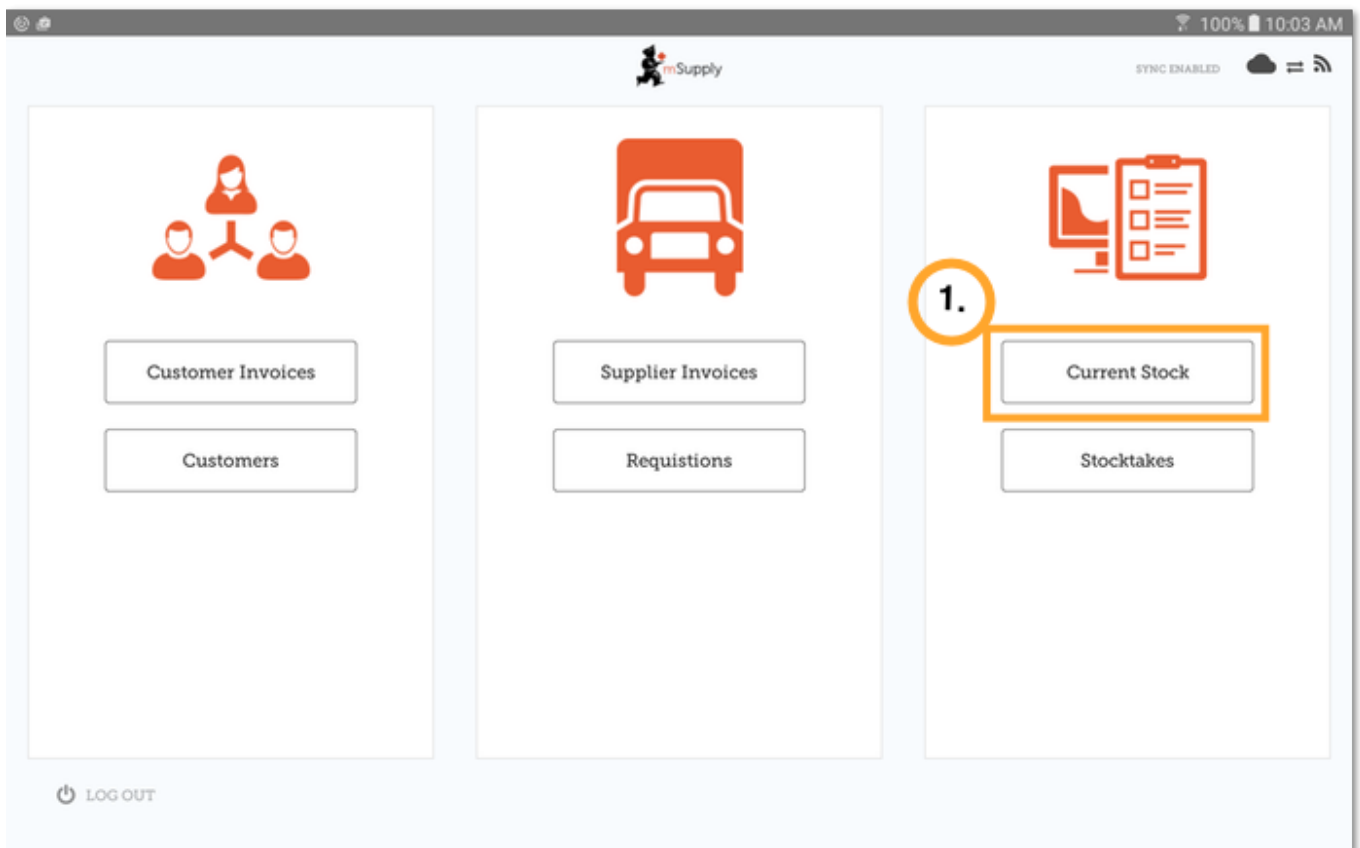 100% 10:03 AM
mSupply
SYNC ENABLED
1.
Customer Invoices
Supplier Invoices
Current Stock
Customers
Requistions
Stocktakes
LOG OUT